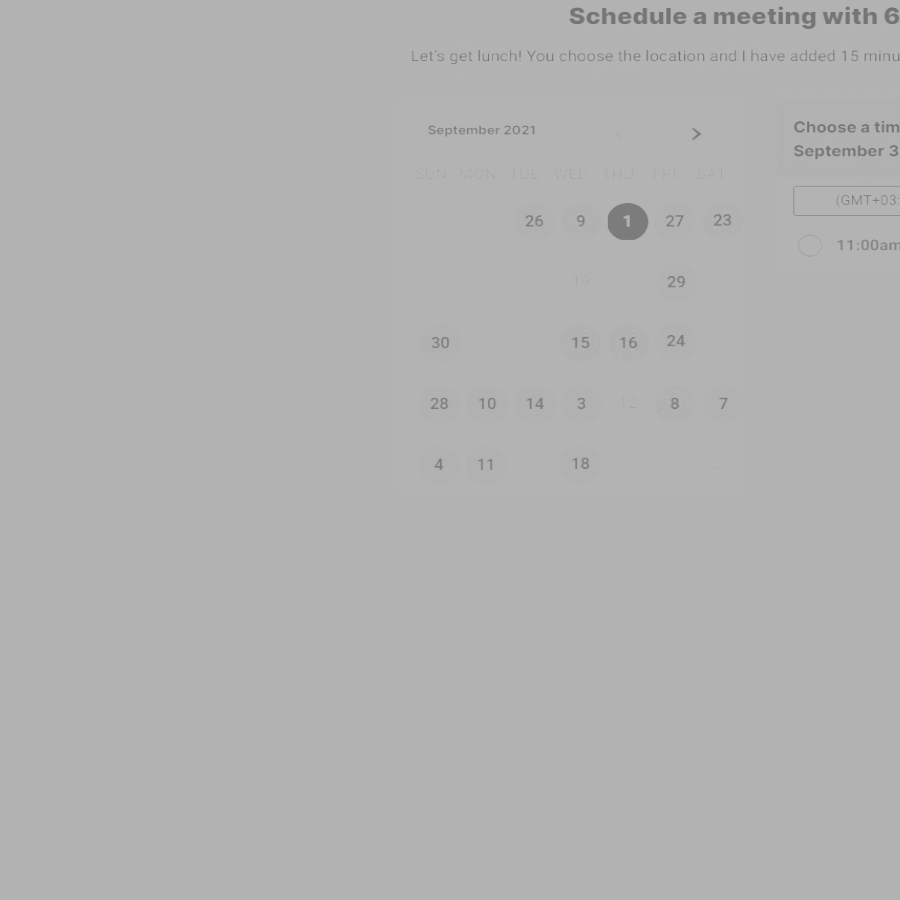 Schedule a meeting with 6
Let's get lunch! You choose the location and I have added 15 minu
September 2021
Choose a tim
September 3
SUN MON TUE WED THU FRI SAT
(GMT+03:
26 9 1 27 23
11:00am
19 29
30 15 16 24
28 10 14 3 12 8 7
4 11 18